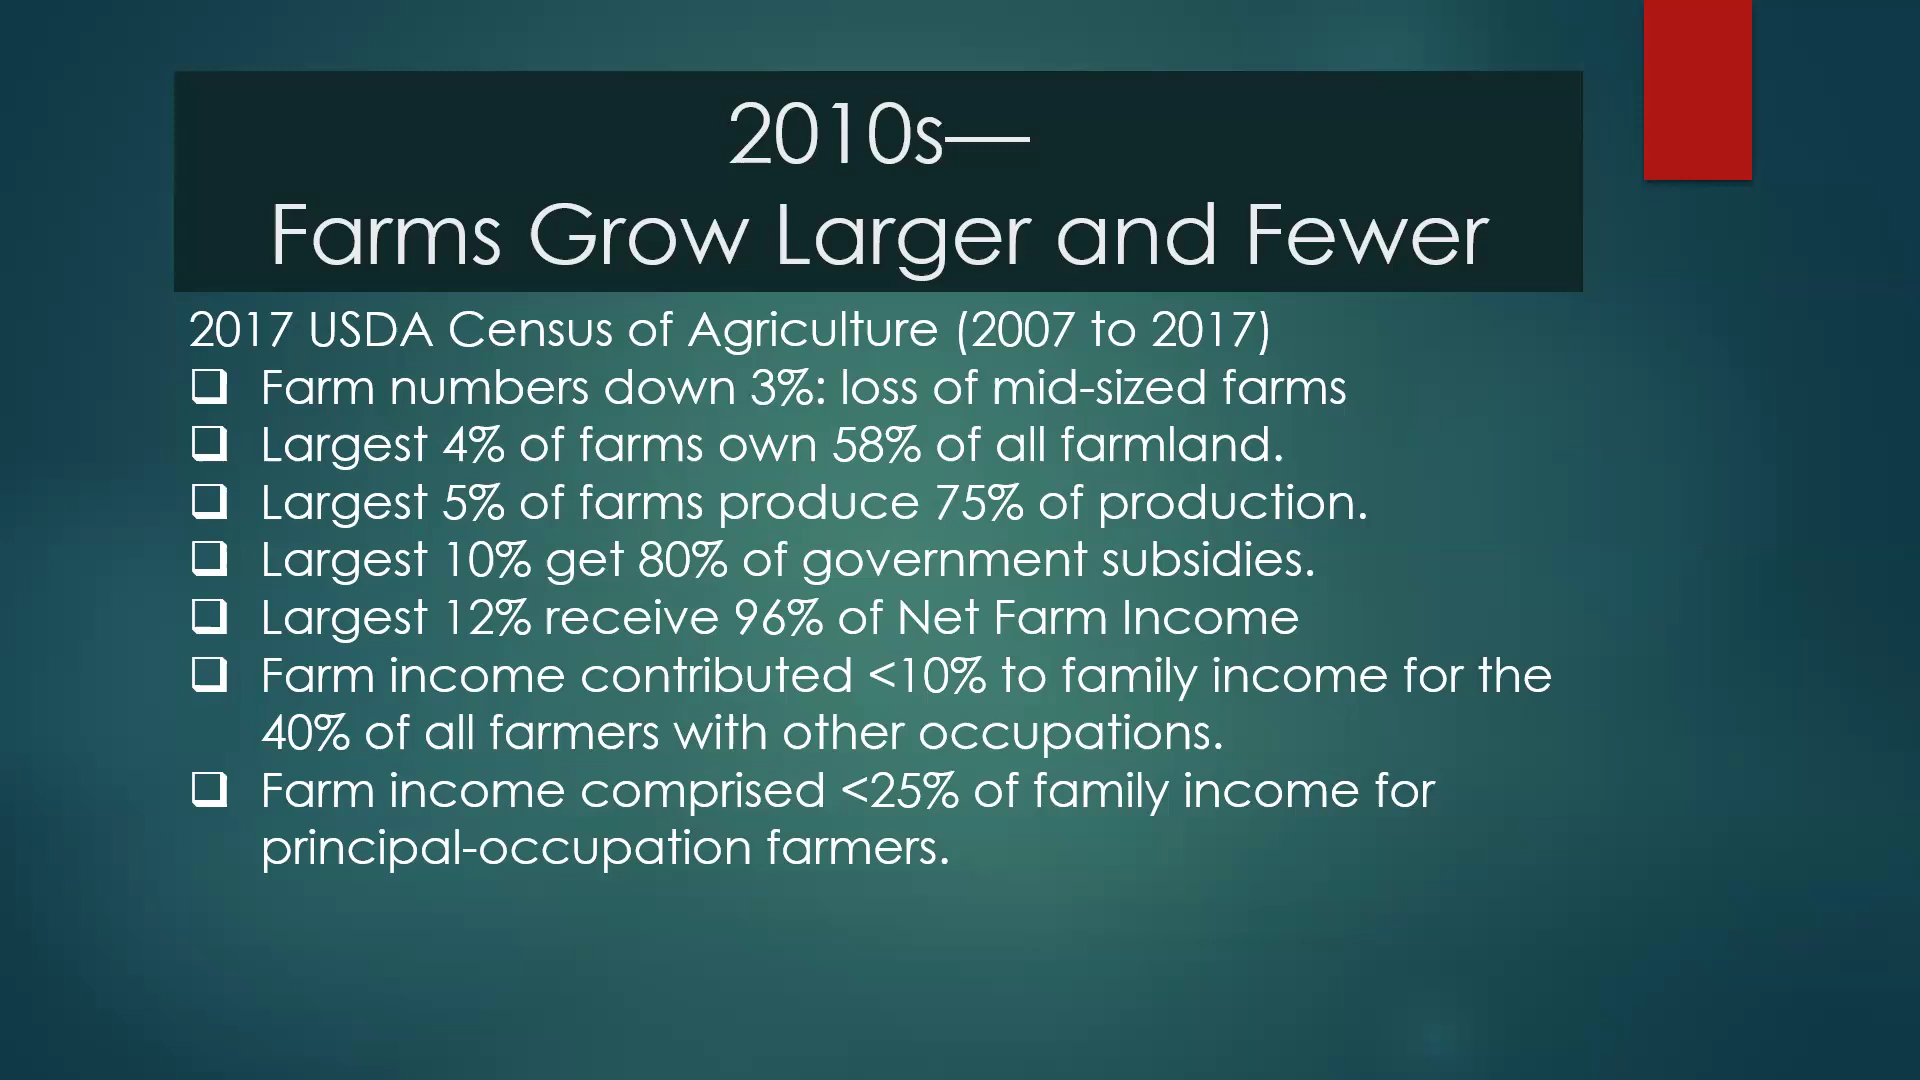 2010s—
Farms Grow Larger and Fewer
2017 USDA Census of Agriculture (2007 to 2017)
❑ Farm numbers down 3%: loss of mid-sized farms
❑ Largest 4% of farms own 58% of all farmland.
❑ Largest 5% of farms produce 75% of production.
❑ Largest 10% get 80% of government subsidies.
❑ Largest 12% receive 96% of Net Farm Income
❑ Farm income contributed <10% to family income for the
40% of all farmers with other occupations.
❑ Farm income comprised <25% of family income for
principal-occupation farmers.